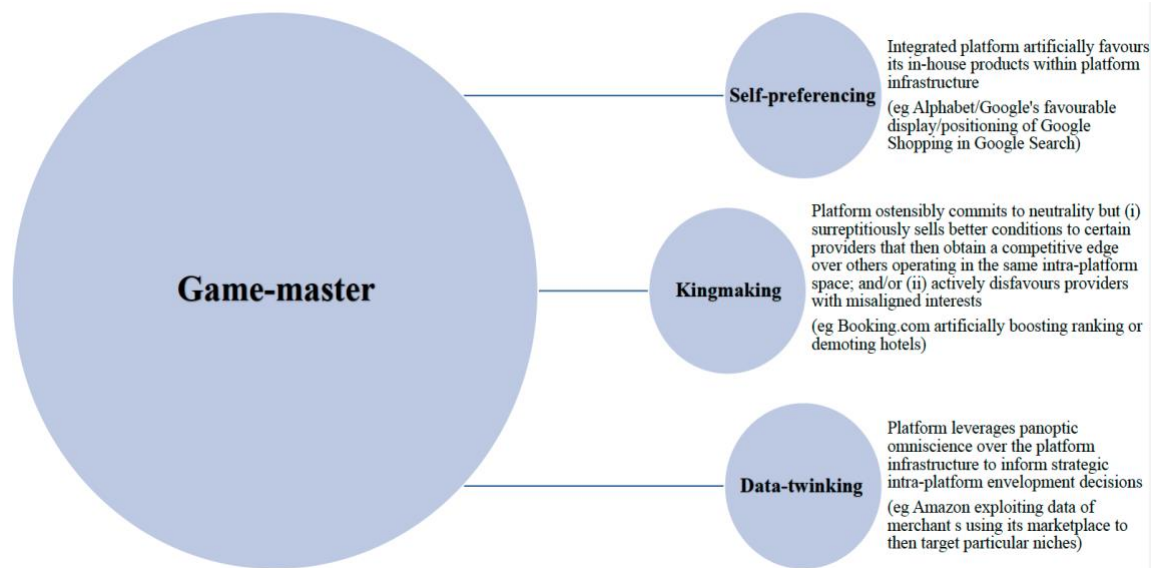 Game-master
Self-preferencing
Integrated platform artificially favours
its in-house products within platform
infrastructure
(eg Alphabet/Google's favourable
display/positioning of Google
Shopping in Google Search)
Kingmaking
Platform ostensibly commits to neutrality but (i)
surreptitiously sells better conditions to certain
providers that then obtain a competitive edge
over others operating in the same intra-platform
space; and/or (ii) actively disfavours providers
with misaligned interests
(eg Booking.com artificially boosting ranking or
demoting hotels)
Data-twinking
Platform leverages panoptic
omniscience over the platform
infrastructure to inform strategic
intra-platform envelopment decisions
(eg Amazon exploiting data of
merchant s using its marketplace to
then target particular niches)